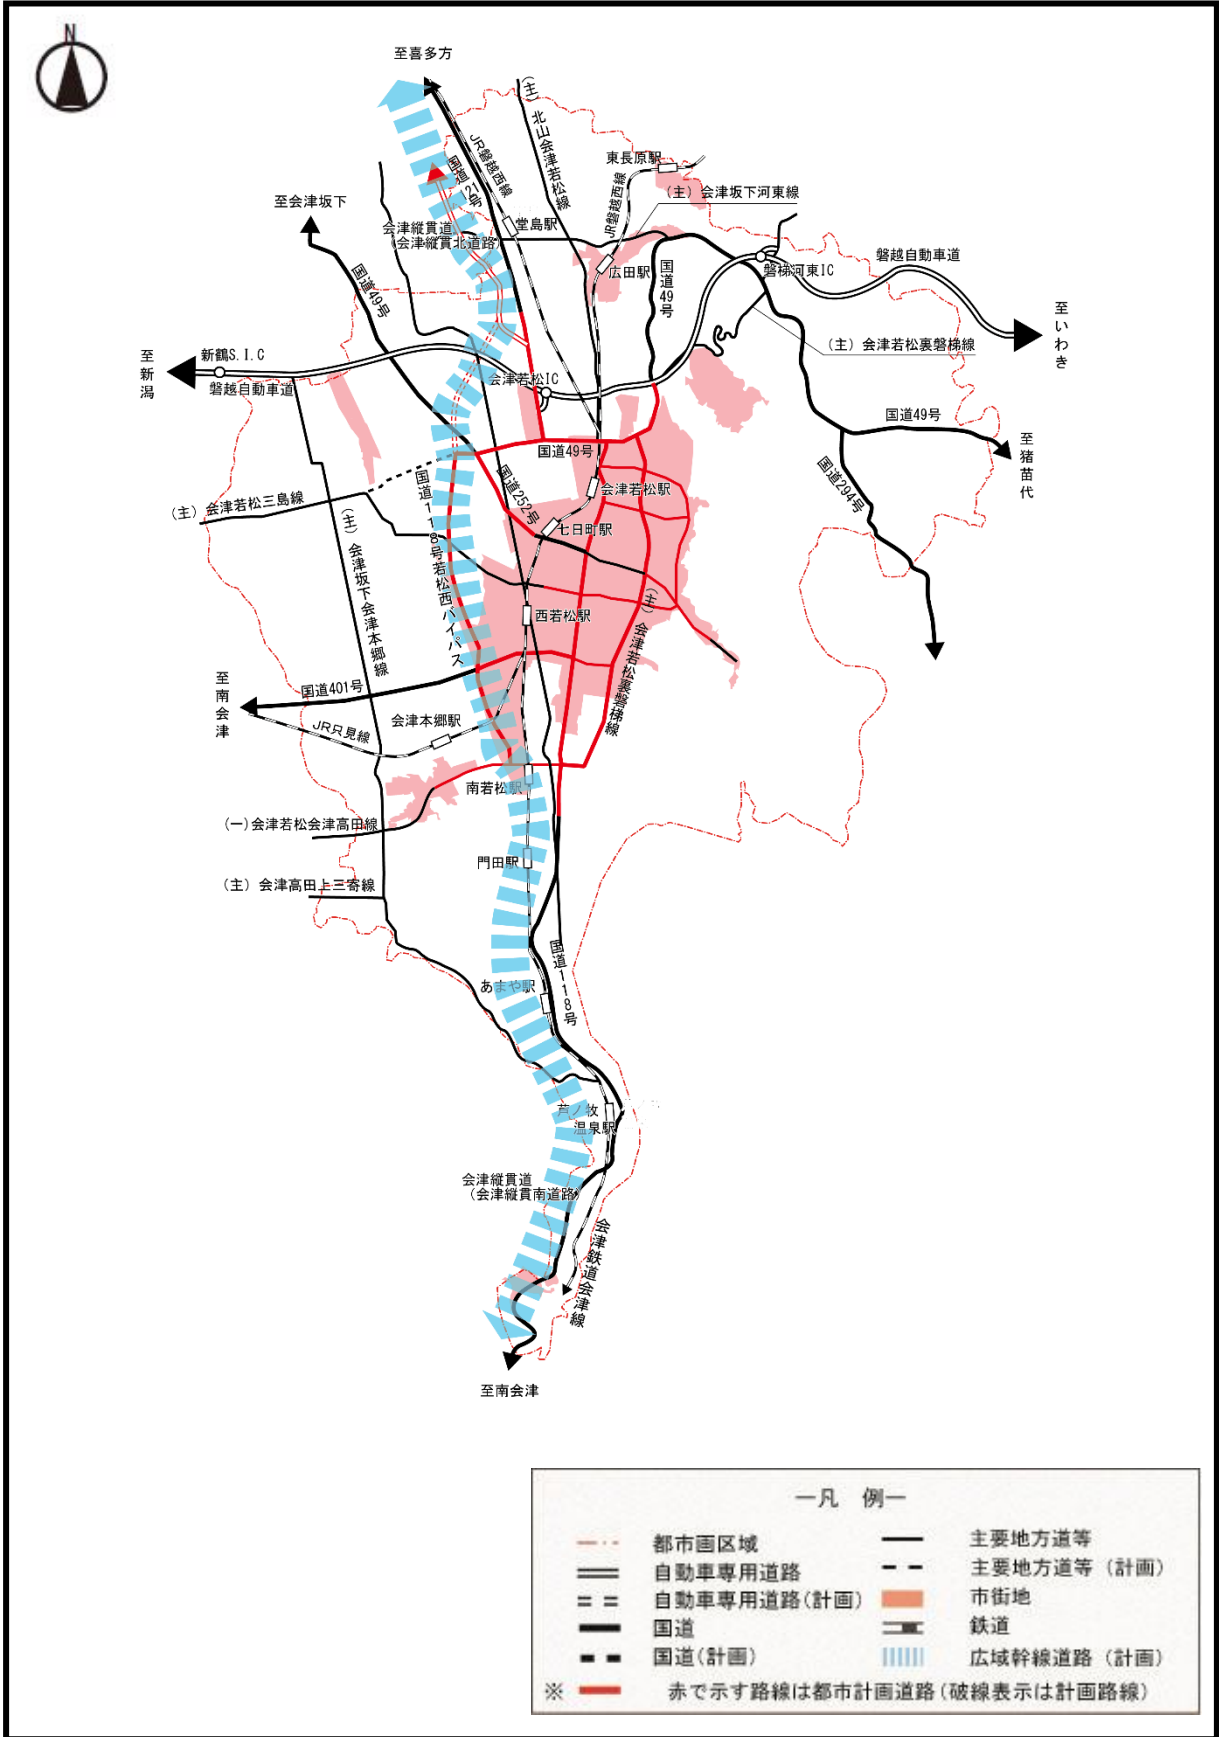 N
至喜多方
(主)北山会津若松線
JR磐越西線
国道121号
東長原駅
(主)会津坂下河東線
JR磐越西線
至会津坂下
会津縦貫道
(会津縦貫北道路)
堂島駅
広田駅
国道49号
磐梯河東IC
磐越自動車道
至いわき
国道49号
(主)会津若松裏磐梯線
至新潟
新鶴S.I.C
磐越自動車道
会津若松IC
国道49号
至猪苗代
国道49号
国道252号
会津若松駅
国道294号
(主)会津若松三島線
国道118号若松西バイパス
七日町駅
(主)会津坂下会津本郷線
西若松駅
(主)会津若松裏磐梯線
至南会津
国道401号
JR只見線
会津本郷駅
南若松駅
(一)会津若松会津高田線
門田駅
(主)会津高田上三寄線
国道118号
あまや駅
芦ノ牧
温泉駅
会津縦貫道
(会津縦貫南道路)
会津鉄道会津線
至南会津
―凡 例―
都市画区域
自動車専用道路
自動車専用道路(計画)
国道
国道(計画)
主要地方道等
主要地方道等(計画)
市街地
鉄道
広域幹線道路(計画)
※ 赤で示す路線は都市計画道路(破線表示は計画路線)